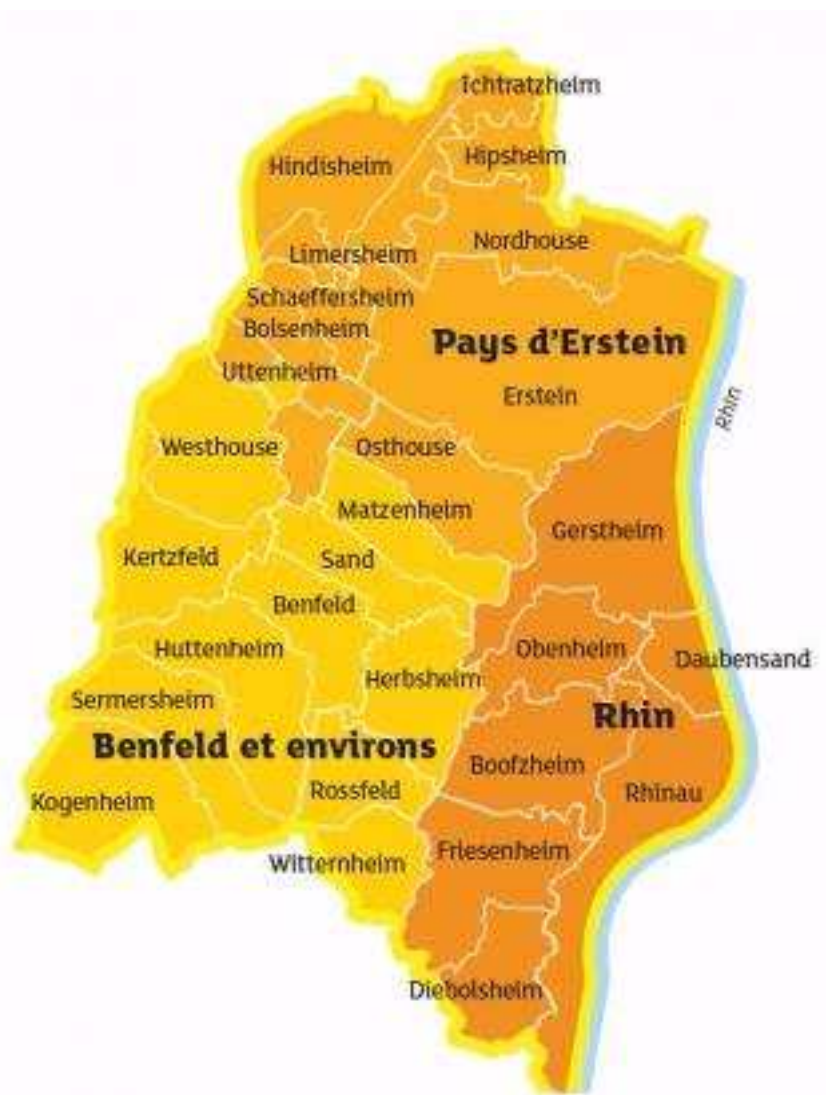 Ichtratzheim
Hindisheim
Hipsheim
Nordhouse
Limersheim
Schaeffersheim
Bolsenheim
Pays d'Erstein
Uttenheim
Erstein
Rhin
Westhouse
Osthouse
Matzenheim
Gerstheim
Kertzfeld
Sand
Benfeld
Huttenheim
Obenheim
Daubensand
Herbsheim
Sermersheim
Rhin
Benfeld et environs
Boofzheim
Rossfeld
Rhinau
Kogenheim
Friesenheim
Witternheim
Diebolsheim